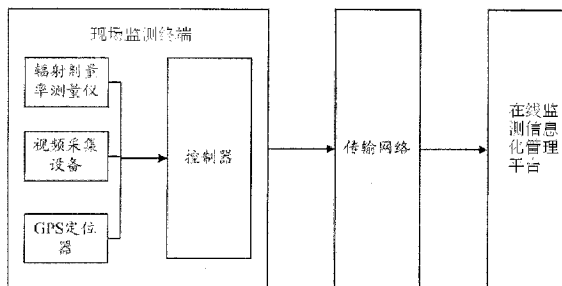 现场监测终端
辐射剂量
率测量仪
视频采集
设备
GPS定位
器
控制器
传输网络
在线监
测信息
化管理
平台